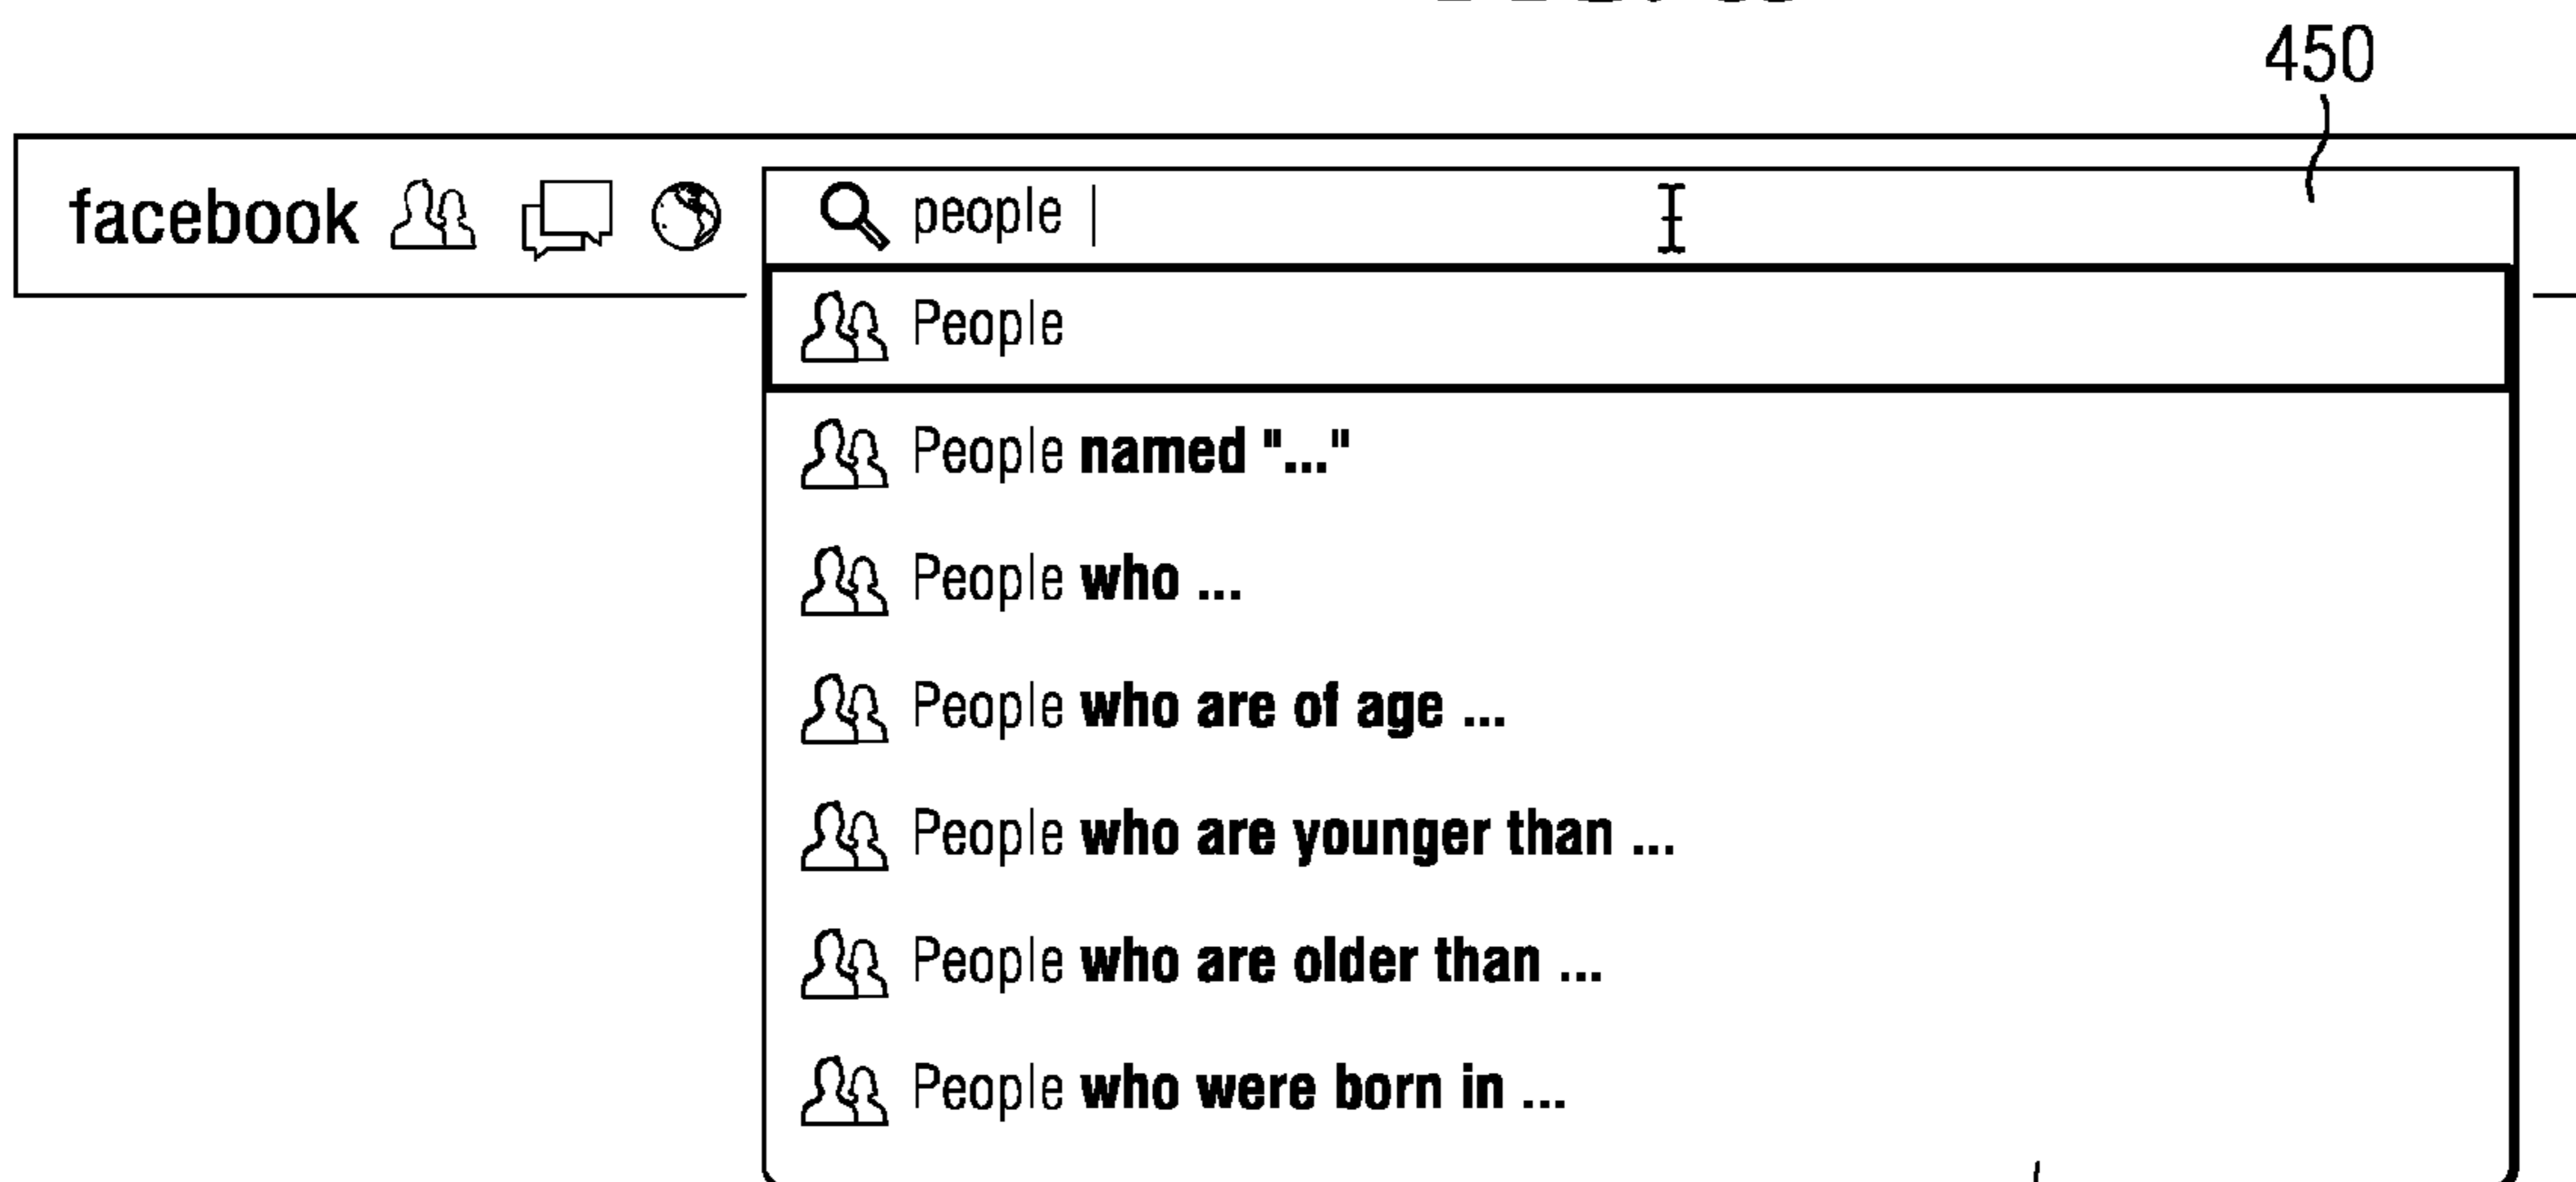 450
facebook people
People
People named "..."
People who ...
People who are of age ...
People who are younger than ...
People who are older than ...
People who were born in ...